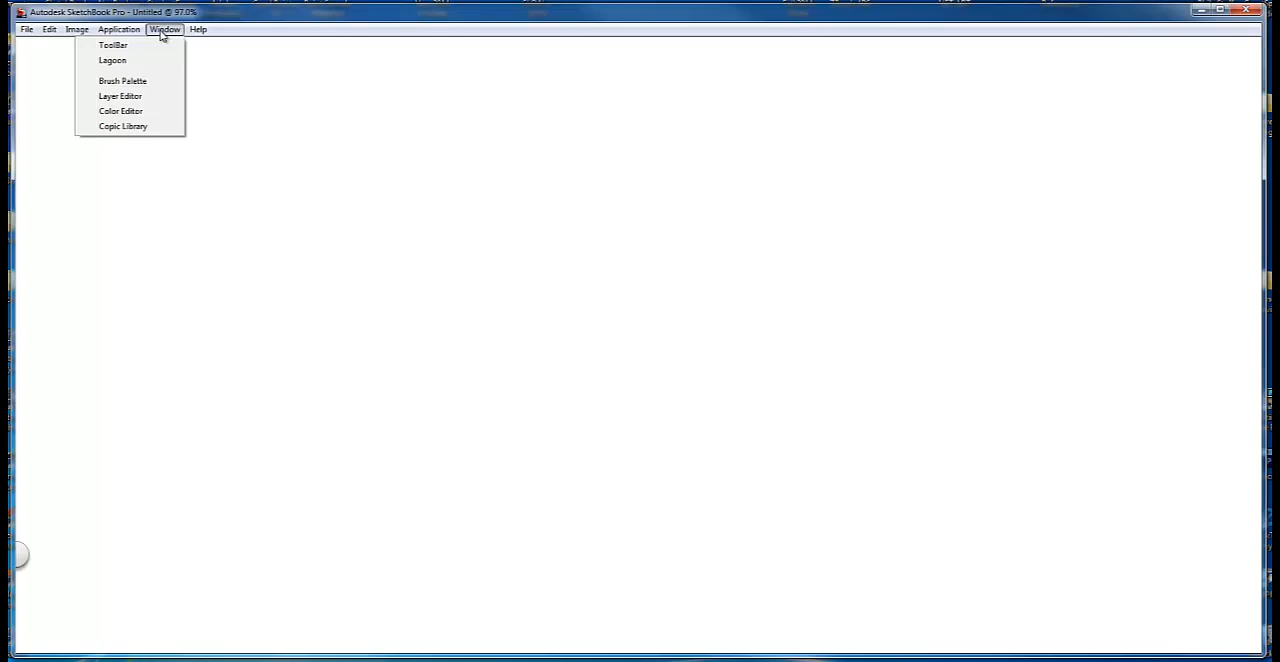 Autodesk SketchBook Pro - Untitled @ 97.0%
File Edit Image Application Window Help
ToolBar
Lagoon
Brush Palette
Layer Editor
Color Editor
Copic Library